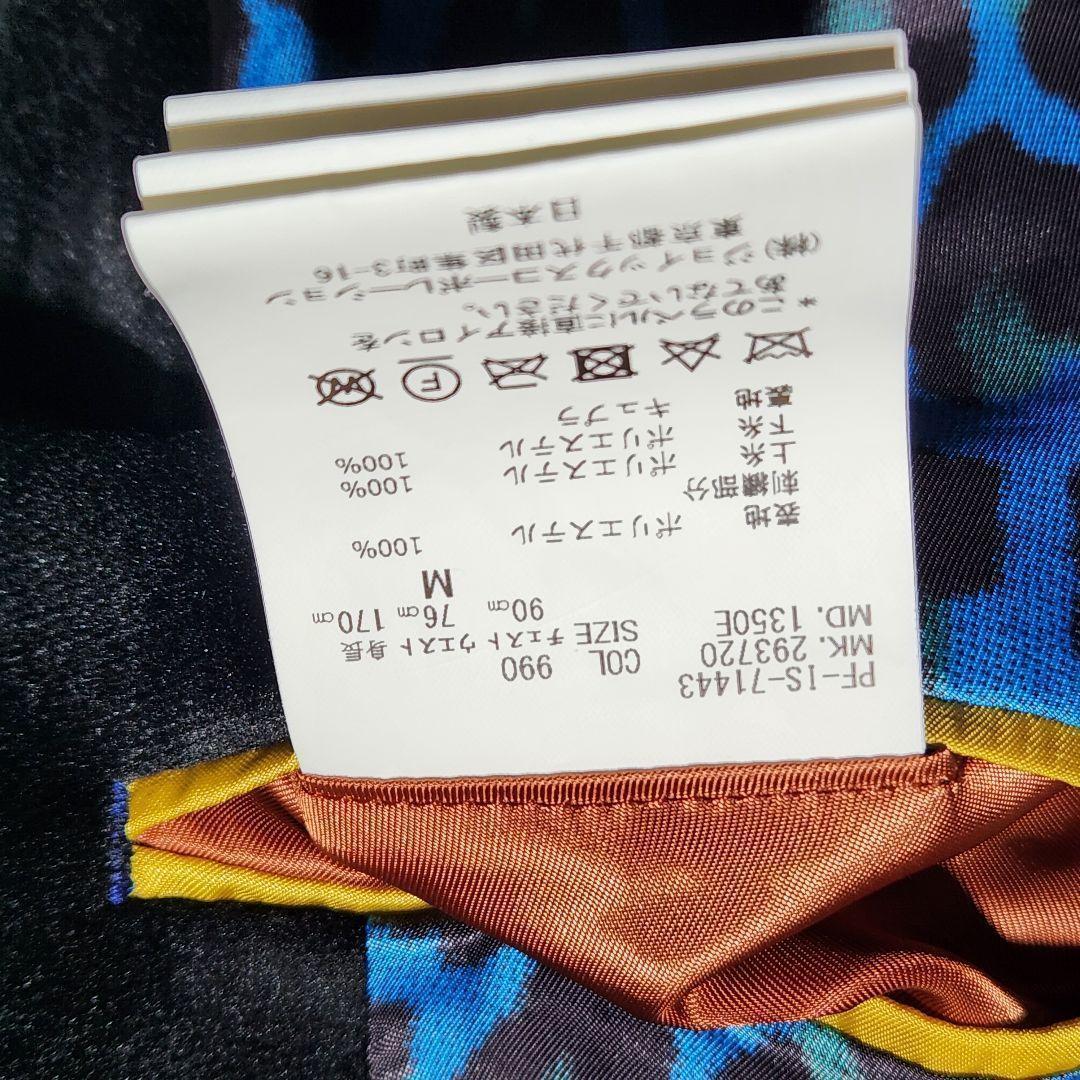 PF-IS-71443
MK. 293720
MD. 1350E
COL 990
SIZE チェスト ウエスト 身長
90cm 76cm 170cm
M
表地 ポリエステル 100%
刺繍部分
上糸 ポリエステル 100%
下糸 ポリエステル 100%
裏地 キュプラ
F
*このラベルに直接アイロンを
あてないでください。
(株)ジョイックスコーポレーション
東京都千代田区隼町3-16
日本製